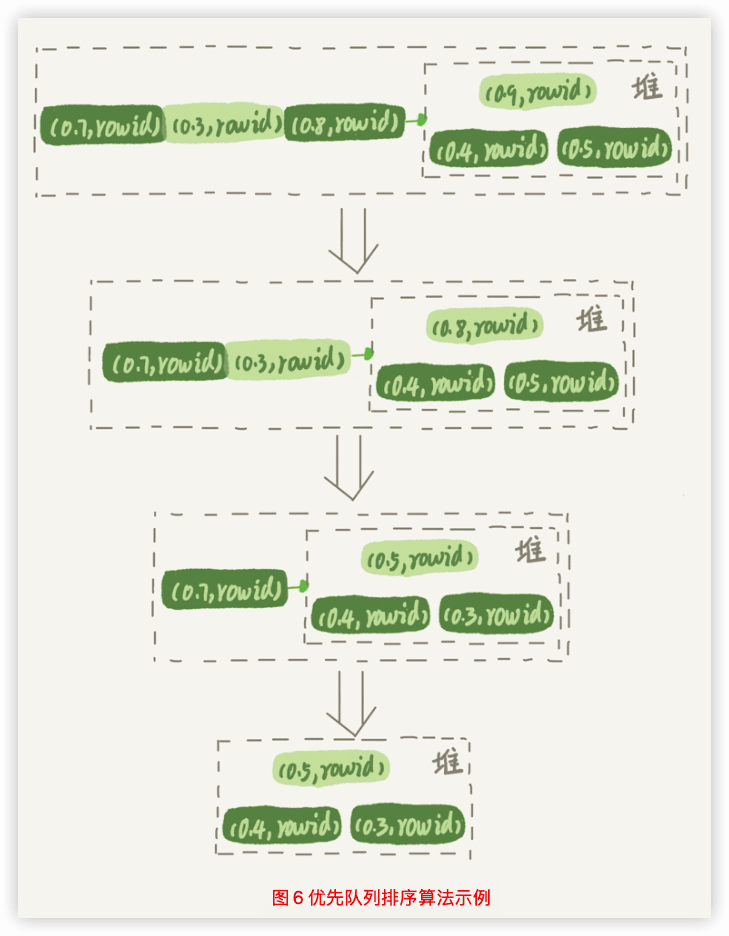 (0.9,rowid) 堆
(0.7,rowid) (0.3,rowid) (0.8,rowid)
(0.4,rowid) (0.5,rowid)
(0.8,rowid) 堆
(0.7,rowid) (0.3,rowid)
(0.4,rowid) (0.5,rowid)
(0.5,rowid) 堆
(0.7,rowid)
(0.4,rowid) (0.3,rowid)
(0.5,rowid) 堆
(0.4,rowid) (0.3,rowid)
图 6 优先队列排序算法示例